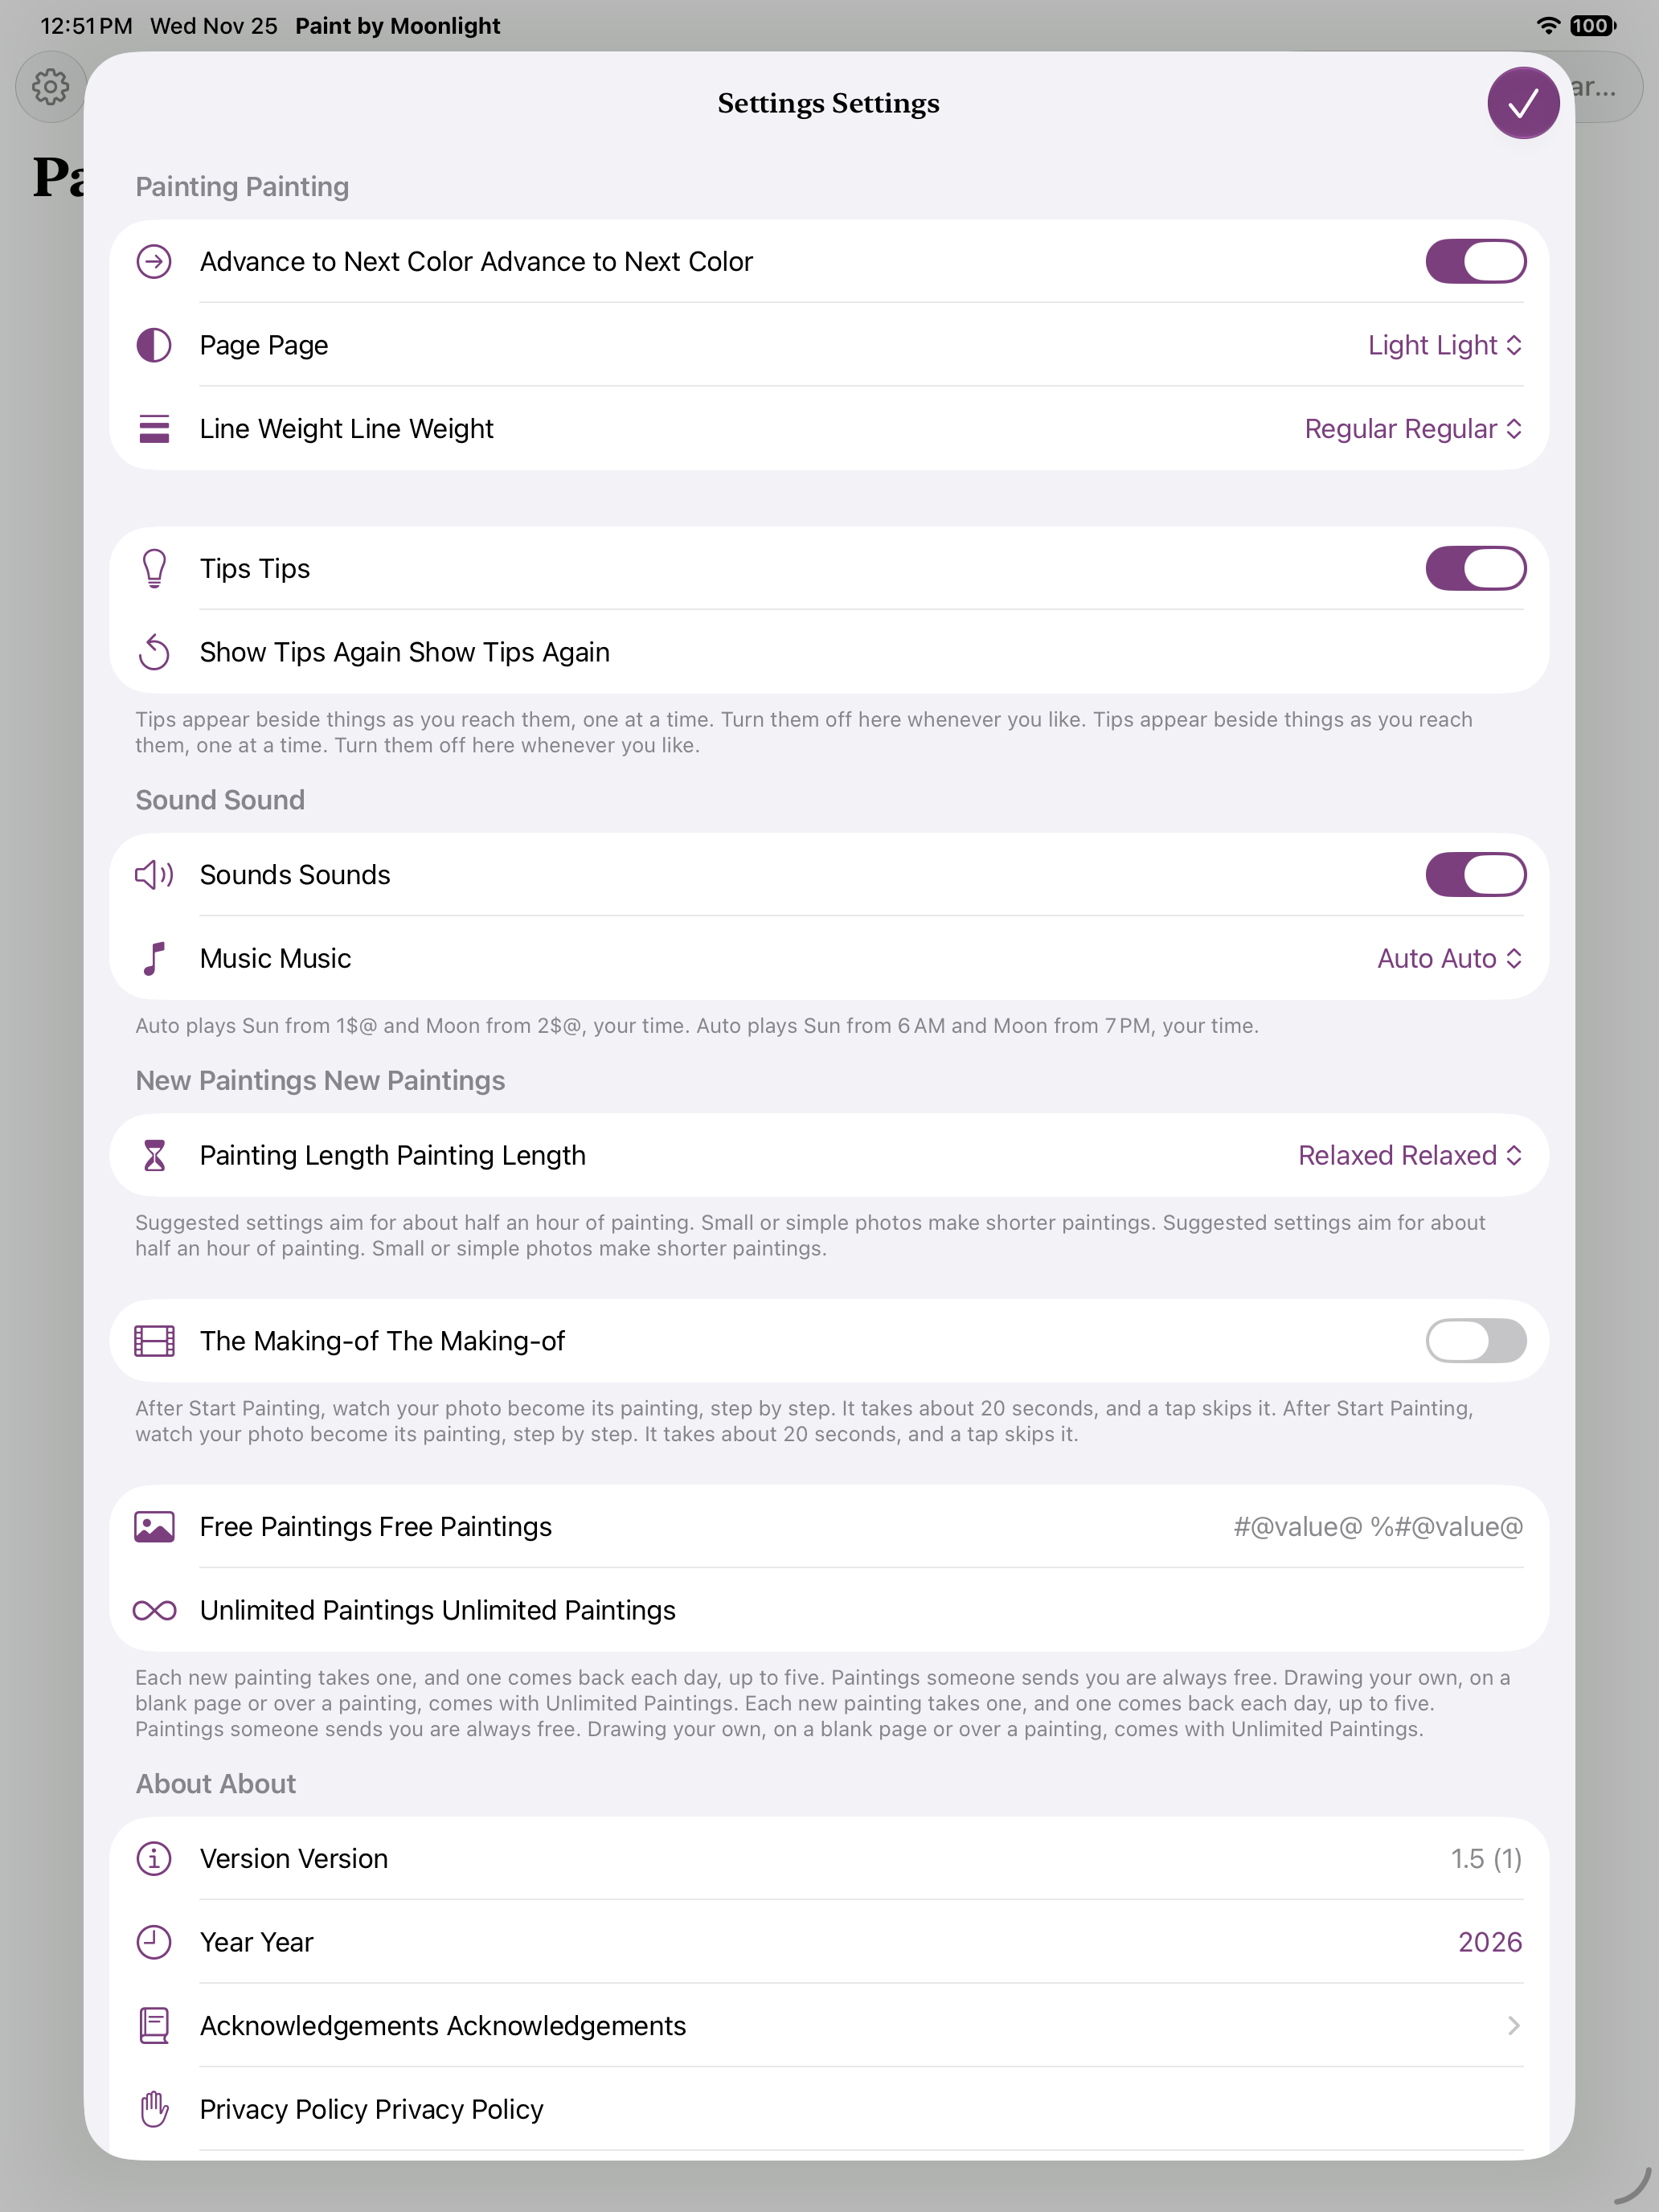 12:51 PM Wed Nov 25 Paint by Moonlight
100
ar...
Pa
Settings Settings
Painting Painting
Advance to Next Color Advance to Next Color
Page Page
Light Light
Line Weight Line Weight
Regular Regular
Tips Tips
Show Tips Again Show Tips Again
Tips appear beside things as you reach them, one at a time. Turn them off here whenever you like. Tips appear beside things as you reach
them, one at a time. Turn them off here whenever you like.
Sound Sound
Sounds Sounds
Music Music
Auto Auto
Auto plays Sun from 1$@ and Moon from 2$@, your time. Auto plays Sun from 6 AM and Moon from 7 PM, your time.
New Paintings New Paintings
Painting Length Painting Length
Relaxed Relaxed
Suggested settings aim for about half an hour of painting. Small or simple photos make shorter paintings. Suggested settings aim for about
half an hour of painting. Small or simple photos make shorter paintings.
The Making-of The Making-of
After Start Painting, watch your photo become its painting, step by step. It takes about 20 seconds, and a tap skips it. After Start Painting,
watch your photo become its painting, step by step. It takes about 20 seconds, and a tap skips it.
Free Paintings Free Paintings
#@value@ %#@value@
Unlimited Paintings Unlimited Paintings
Each new painting takes one, and one comes back each day, up to five. Paintings someone sends you are always free. Drawing your own, on a
blank page or over a painting, comes with Unlimited Paintings. Each new painting takes one, and one comes back each day, up to five.
Paintings someone sends you are always free. Drawing your own, on a blank page or over a painting, comes with Unlimited Paintings.
About About
Version Version
1.5 (1)
Year Year
2026
Acknowledgements Acknowledgements
Privacy Policy Privacy Policy